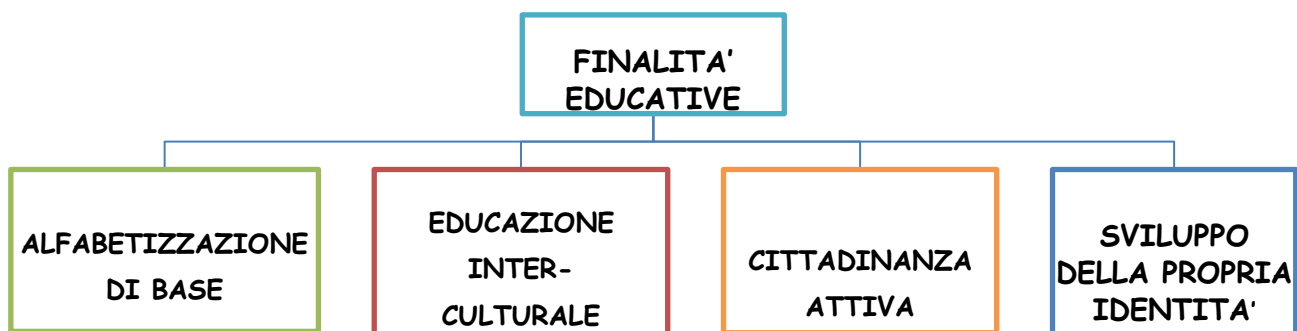 FINALITA'
EDUCATIVE
ALFABETIZZAZIONE
DI BASE
EDUCAZIONE
INTER-
CULTURALE
CITTADINANZA
ATTIVA
SVILUPPO
DELLA PROPRIA
IDENTITA'